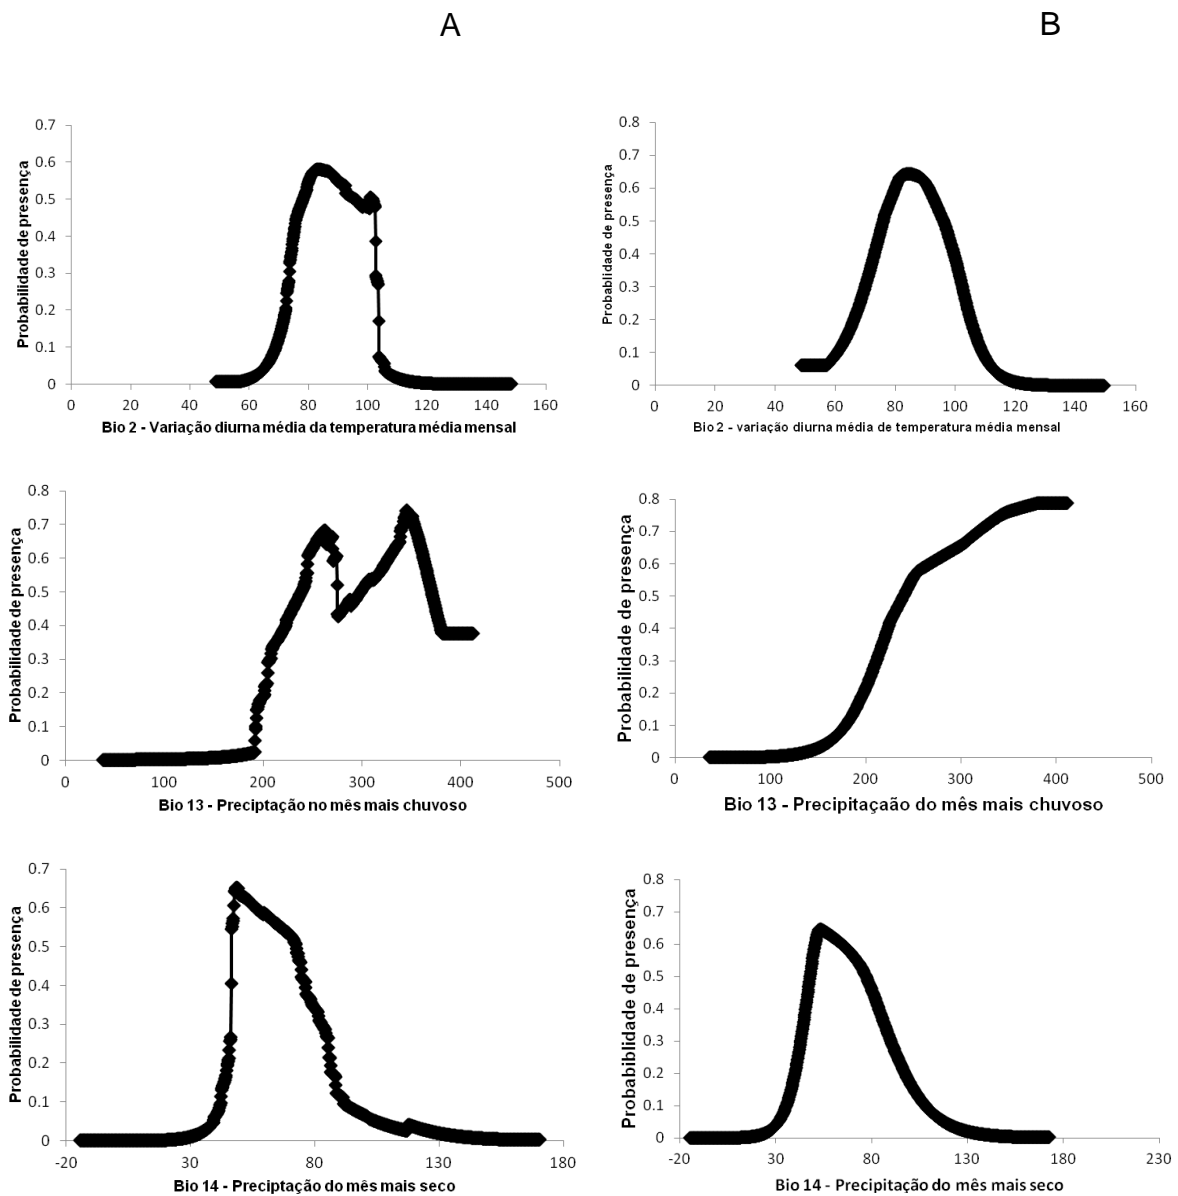 A
B
0.7
0.6
0.5
0.4
0.3
0.2
0.1
0
Probabilidade de presença
0 20 40 60 80 100 120 140 160
Bio 2 - Variação diurna média da temperatura média mensal
0.8
0.7
0.6
0.5
0.4
0.3
0.2
0.1
0
Probablidade de presença
0 20 40 60 80 100 120 140 160
Bio 2 - variação diurna média de temperatura média mensal
0.8
0.7
0.6
0.5
0.4
0.3
0.2
0.1
0
Probabilidade de presença
0 100 200 300 400 500
Bio 13 - Preciptação no mês mais chuvoso
0.8
0.7
0.6
0.5
0.4
0.3
0.2
0.1
0
Probabilidade de presença
0 100 200 300 400 500
Bio 13 - Precipitaçaão do mês mais chuvoso
0.7
0.6
0.5
0.4
0.3
0.2
0.1
0
Probabilidade de presença
-20 30 80 130 180
Bio 14 - Preciptação do mês mais seco
0.8
0.7
0.6
0.5
0.4
0.3
0.2
0.1
0
Probabiblidade de presença
-20 30 80 130 180 230
Bio 14 - Precipitação do mês mais seco